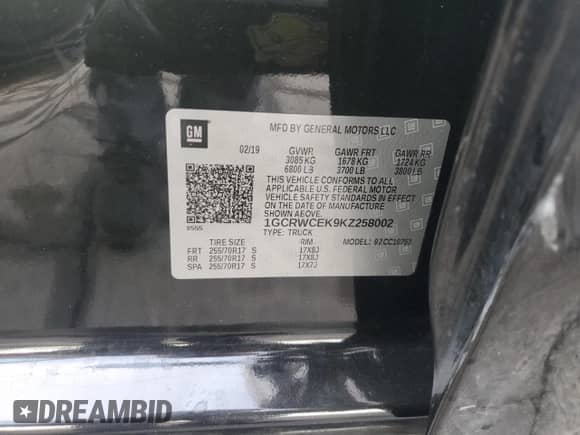 GM
MFD BY GENERAL MOTORS LLC
02/19 GVWR GAWR FRT GAWR RR
3085 KG 1678 KG 1724 KG
6800 LB 3700 LB 3800 LB
THIS VEHICLE CONFORMS TO ALL
APPLICABLE U.S. FEDERAL MOTOR
VEHICLE SAFETY STANDARDS IN EFFECT
ON THE DATE OF MANUFACTURE
SHOWN ABOVE.
1GCRWCEK9KZ258002
TYPE: TRUCK
TIRE SIZE RIM MODEL:
FRT 255/70R17 S 17X8J
RR 255/70R17 S 17X8J
SPA 255/70R17 S 17X7J
DREAMBID